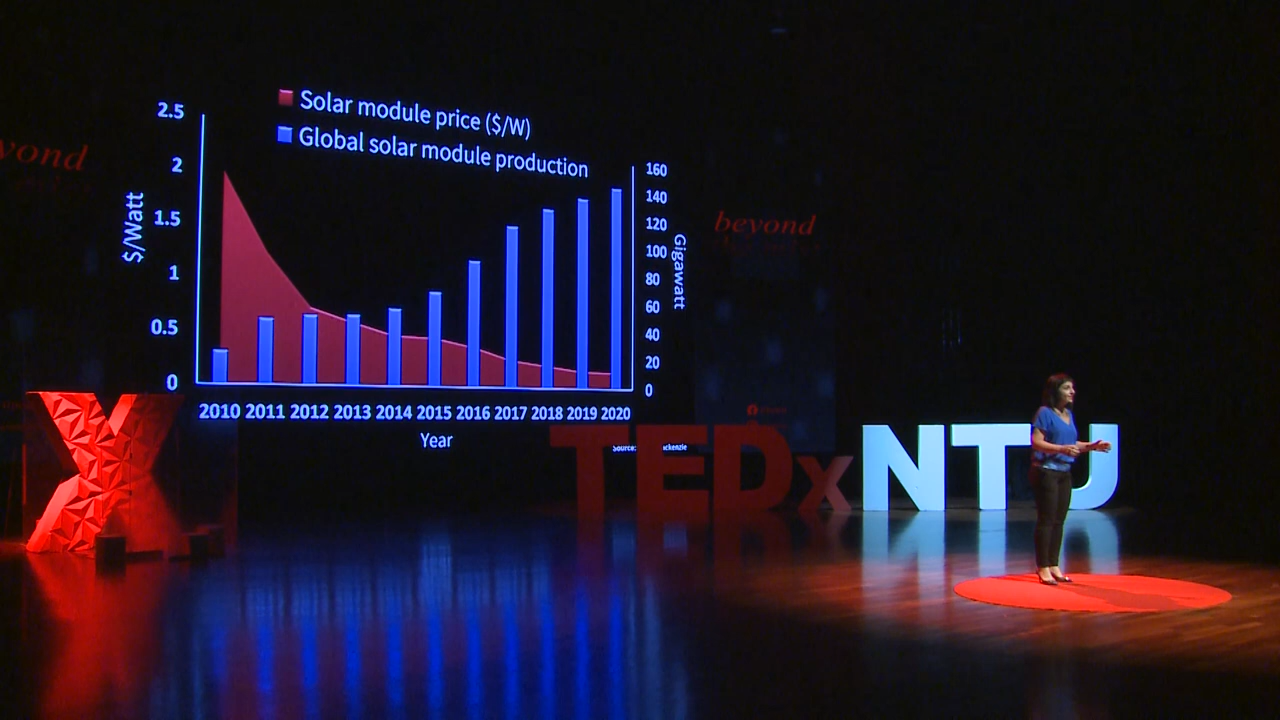 Solar module price ($/W)
Global solar module production
2.5
2
1.5
1
0.5
0
$/Watt
160
140
120
100
80
60
40
20
0
Gigawatt
2010 2011 2012 2013 2014 2015 2016 2017 2018 2019 2020
Year
Source:
yond
beyond
X
TEDxNTU